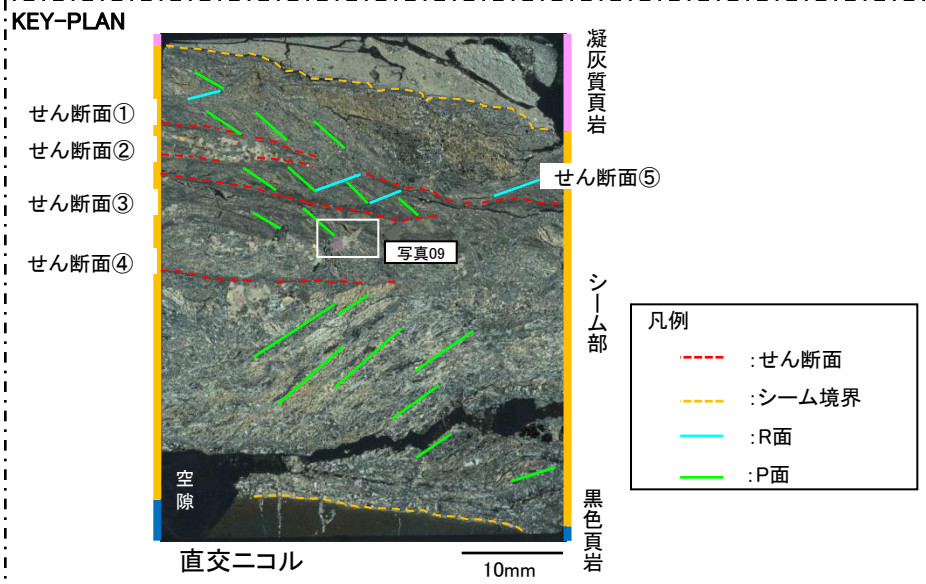 KEY-PLAN
凝灰質頁岩
せん断面①
せん断面②
せん断面⑤
せん断面③
写真09
せん断面④
シーム部
凡例
:せん断面
:シーム境界
:R面
:P面
空隙
黒色頁岩
直交ニコル
10mm